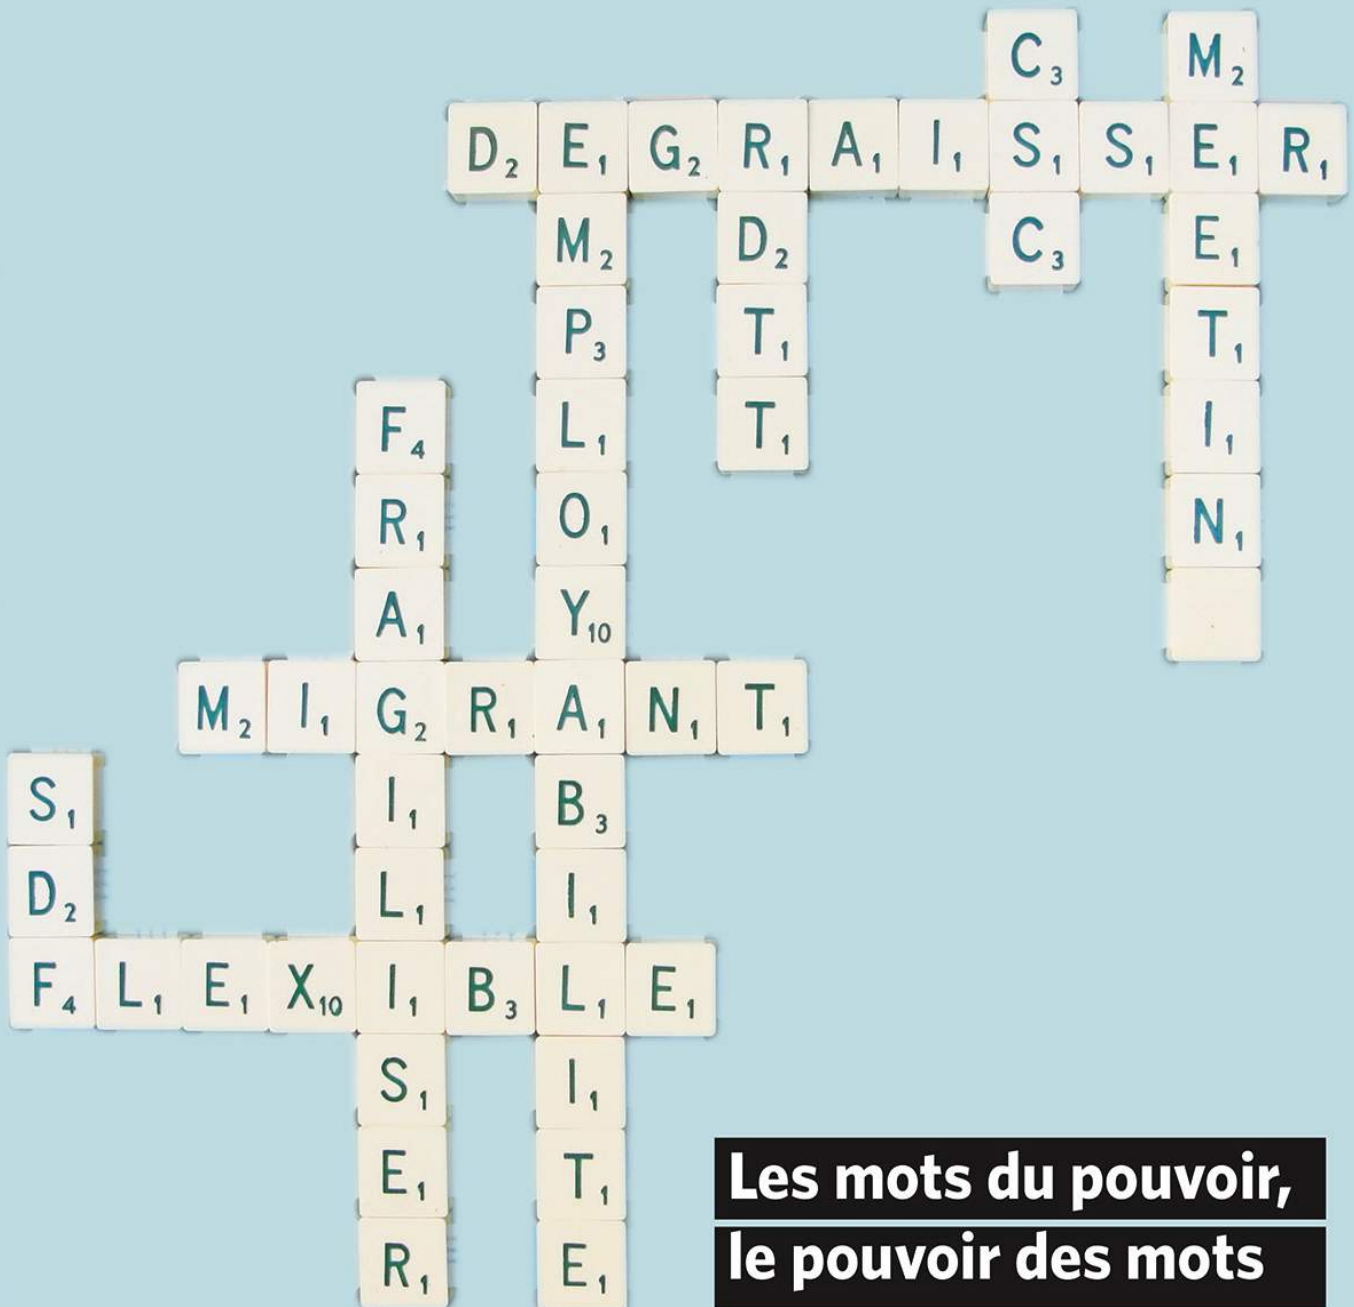 CSC
MEETIN
DEGRAISSER
EMPLOYABILITE
RDTT
FRAGILISER
MIGRANT
SDF
FLEXIBLE
Les mots du pouvoir,
le pouvoir des mots